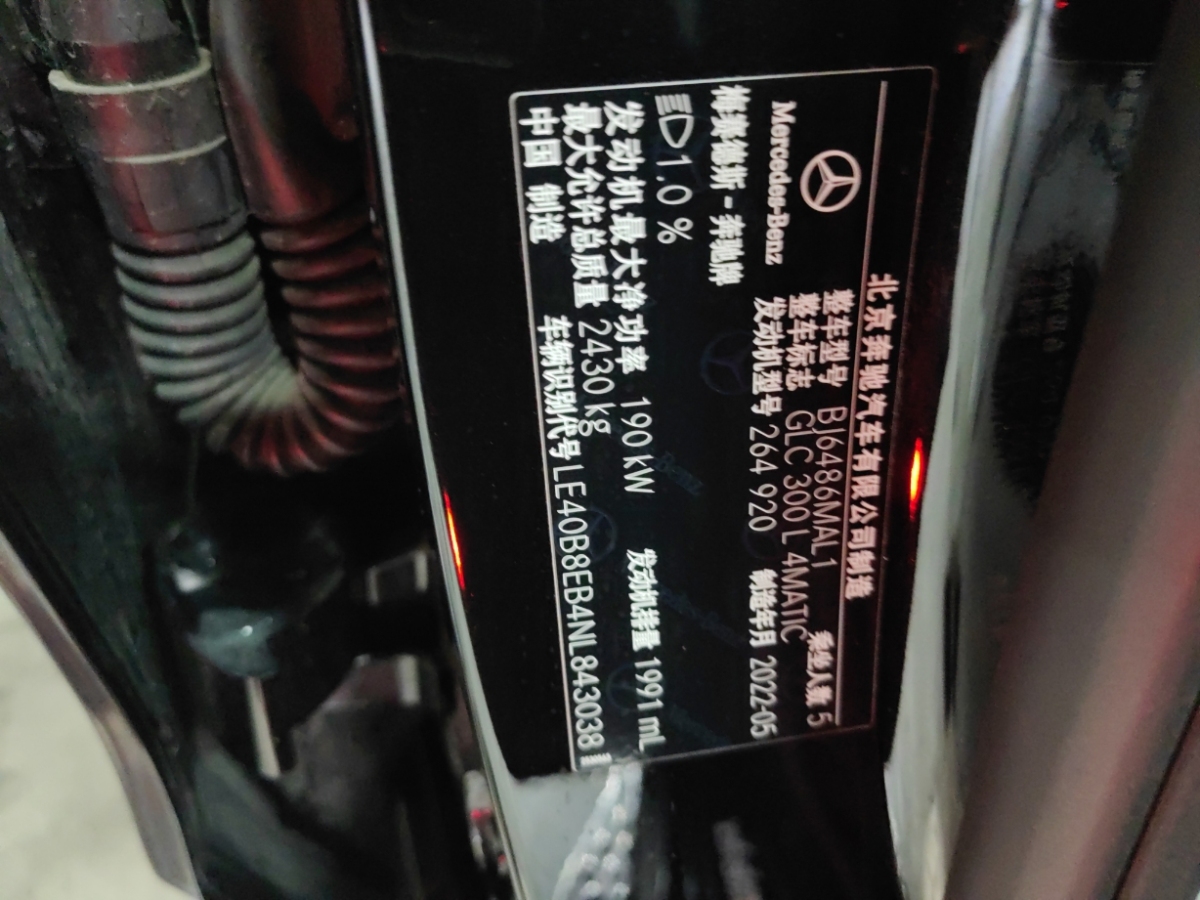 北京奔驰汽车有限公司制造
Mercedes-Benz
梅赛德斯-奔驰牌
整车型号 BJ6486MAL1 乘坐人数 5
整车标志 GLC 300 L 4MATIC
发动机型号 264 920 制造年月 2022-05
1.0 %
发动机最大净功率 190 kW 发动机排量 1991 mL
最大允许总质量 2430 kg
中国 制造 车辆识别代号 LE40B8EB4NL843038